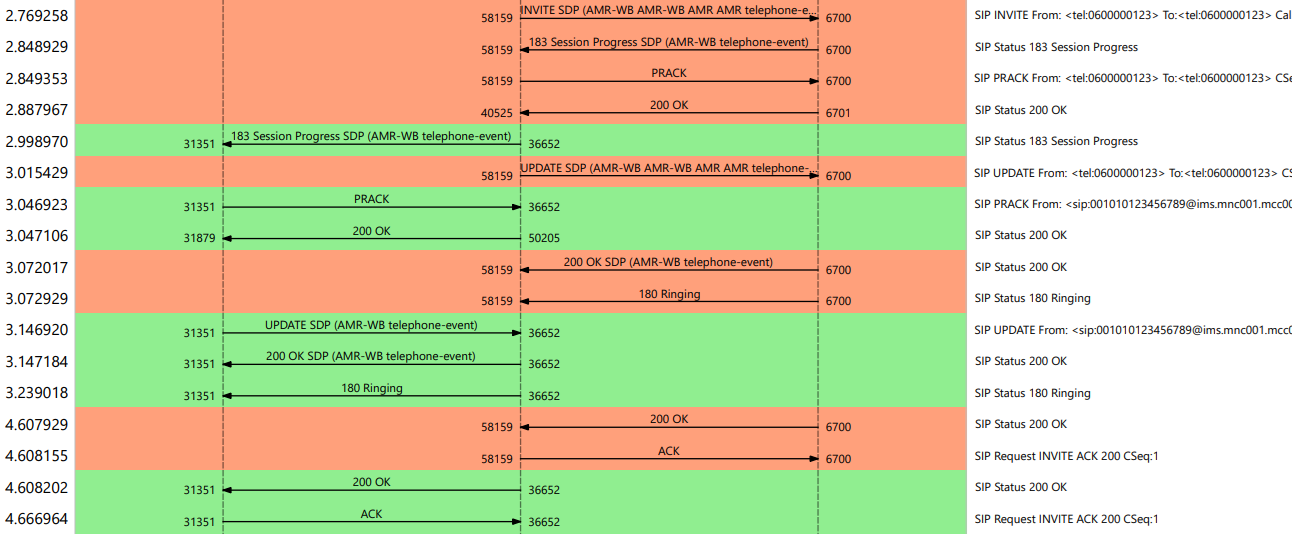 2.769258 58159 INVITE SDP (AMR-WB AMR-WB AMR AMR telephone-e... 6700 SIP INVITE From: <tel:0600000123> To:<tel:0600000123> Cal
2.848929 58159 183 Session Progress SDP (AMR-WB telephone-event) 6700 SIP Status 183 Session Progress
2.849353 58159 PRACK 6700 SIP PRACK From: <tel:0600000123> To:<tel:0600000123> CSe
2.887967 40525 200 OK 6701 SIP Status 200 OK
2.998970 31351 183 Session Progress SDP (AMR-WB telephone-event) 36652 SIP Status 183 Session Progress
3.015429 58159 UPDATE SDP (AMR-WB AMR-WB AMR AMR telephone-... 6700 SIP UPDATE From: <tel:0600000123> To:<tel:0600000123> CS
3.046923 31351 PRACK 36652 SIP PRACK From: <sip:001010123456789@ims.mnc001.mcc00
3.047106 31879 200 OK 50205 SIP Status 200 OK
3.072017 58159 200 OK SDP (AMR-WB telephone-event) 6700 SIP Status 200 OK
3.072929 58159 180 Ringing 6700 SIP Status 180 Ringing
3.146920 31351 UPDATE SDP (AMR-WB telephone-event) 36652 SIP UPDATE From: <sip:001010123456789@ims.mnc001.mcc0
3.147184 31351 200 OK SDP (AMR-WB telephone-event) 36652 SIP Status 200 OK
3.239018 31351 180 Ringing 36652 SIP Status 180 Ringing
4.607929 58159 200 OK 6700 SIP Status 200 OK
4.608155 58159 ACK 6700 SIP Request INVITE ACK 200 CSeq:1
4.608202 31351 200 OK 36652 SIP Status 200 OK
4.666964 31351 ACK 36652 SIP Request INVITE ACK 200 CSeq:1